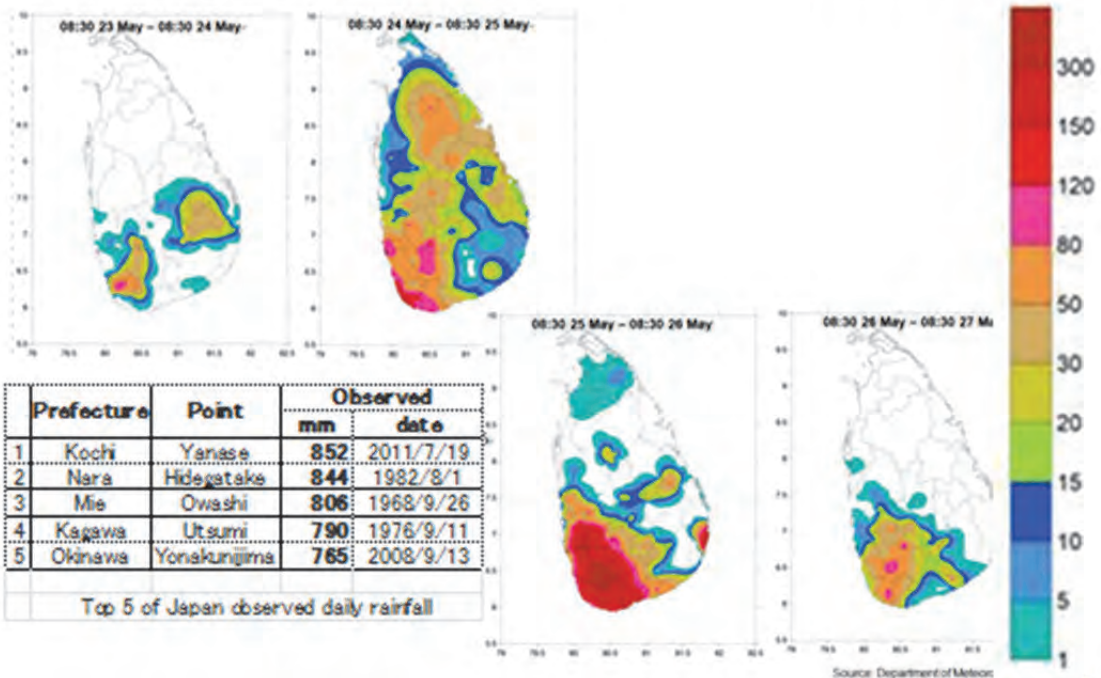 08:30 23 May – 08:30 24 May
08:30 24 May – 08:30 25 May
300
150
120
80
50
30
20
15
10
5
1
08:30 25 May – 08:30 26 May
08:30 26 May – 08:30 27 Ma
Prefecture Point Observed
mm date
1 Kochi Yanase 852 2011/7/19
2 Nara Hidegatake 844 1982/8/1
3 Mie Owashi 806 1968/9/26
4 Kagawa Utsumi 790 1976/9/11
5 Okinawa Yonakunijima 765 2008/9/13
Top 5 of Japan observed daily rainfall
Source: Department of Meteor